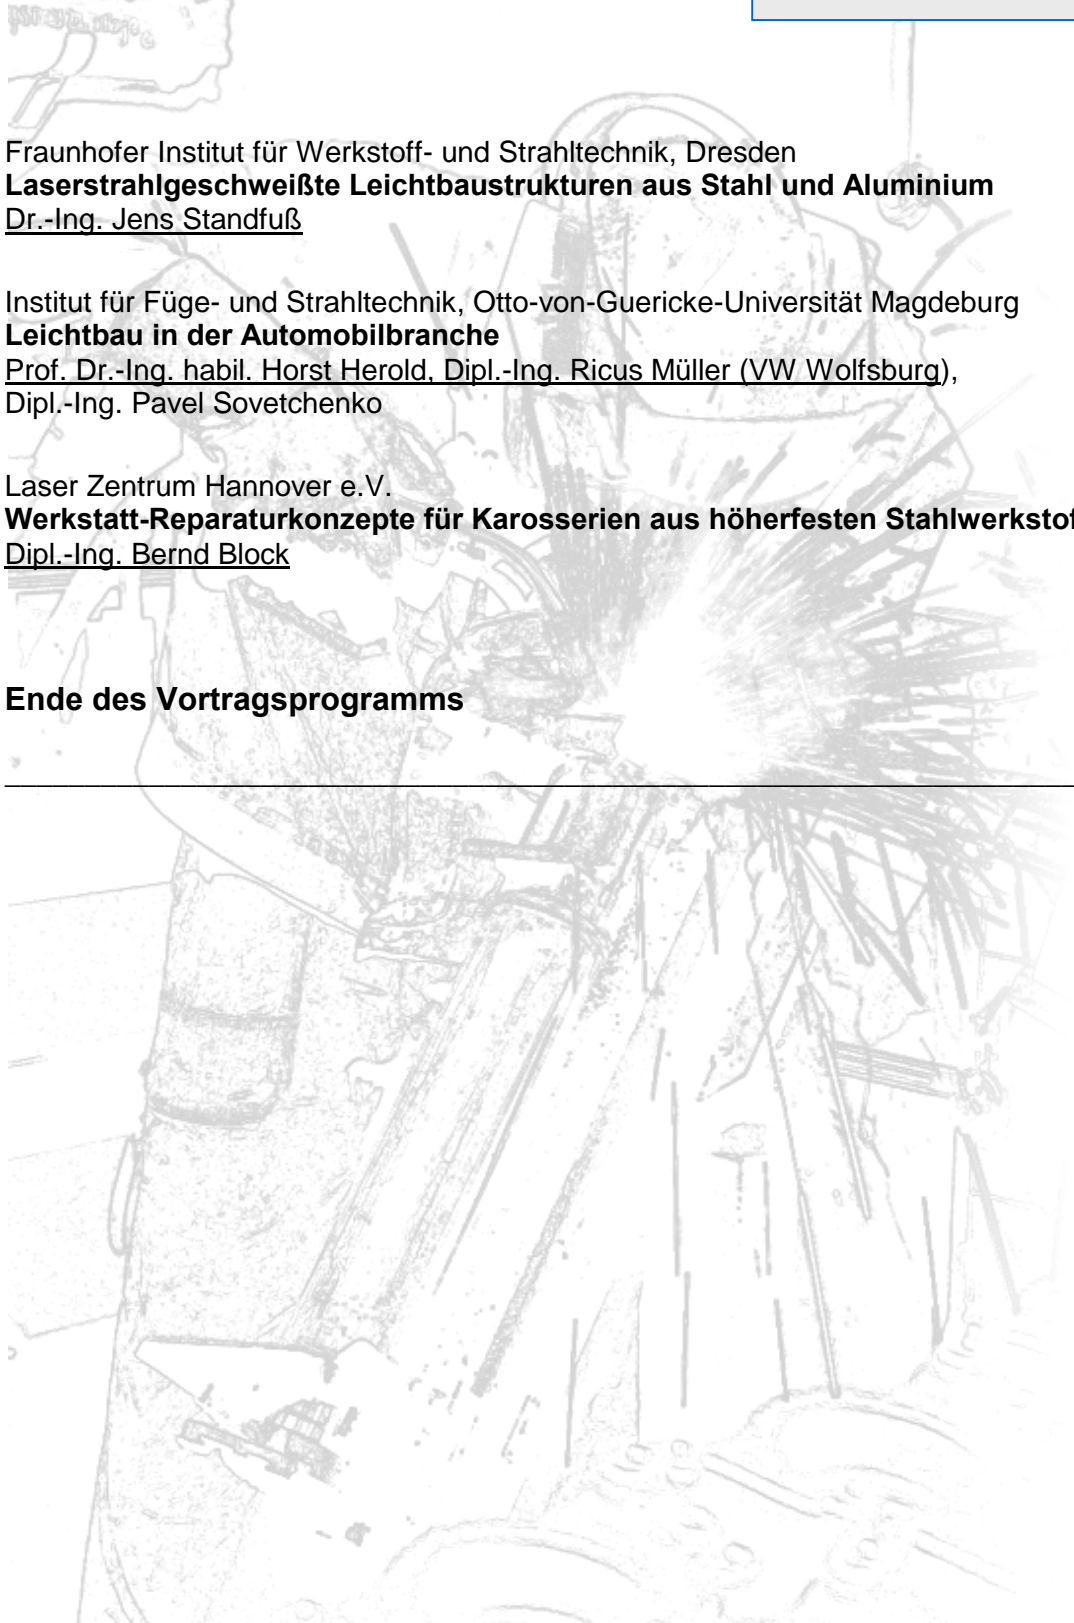 Fraunhofer Institut für Werkstoff- und Strahltechnik, Dresden
Laserstrahlgeschweißte Leichtbaustrukturen aus Stahl und Aluminium
Dr.-Ing. Jens Standfuß
Institut für Füge- und Strahltechnik, Otto-von-Guericke-Universität Magdeburg
Leichtbau in der Automobilbranche
Prof. Dr.-Ing. habil. Horst Herold, Dipl.-Ing. Ricus Müller (VW Wolfsburg),
Dipl.-Ing. Pavel Sovetchenko
Laser Zentrum Hannover e.V.
Werkstatt-Reparaturkonzepte für Karosserien aus höherfesten
Dipl.-Ing. Bernd Block
Ende des Vortragsprogramms